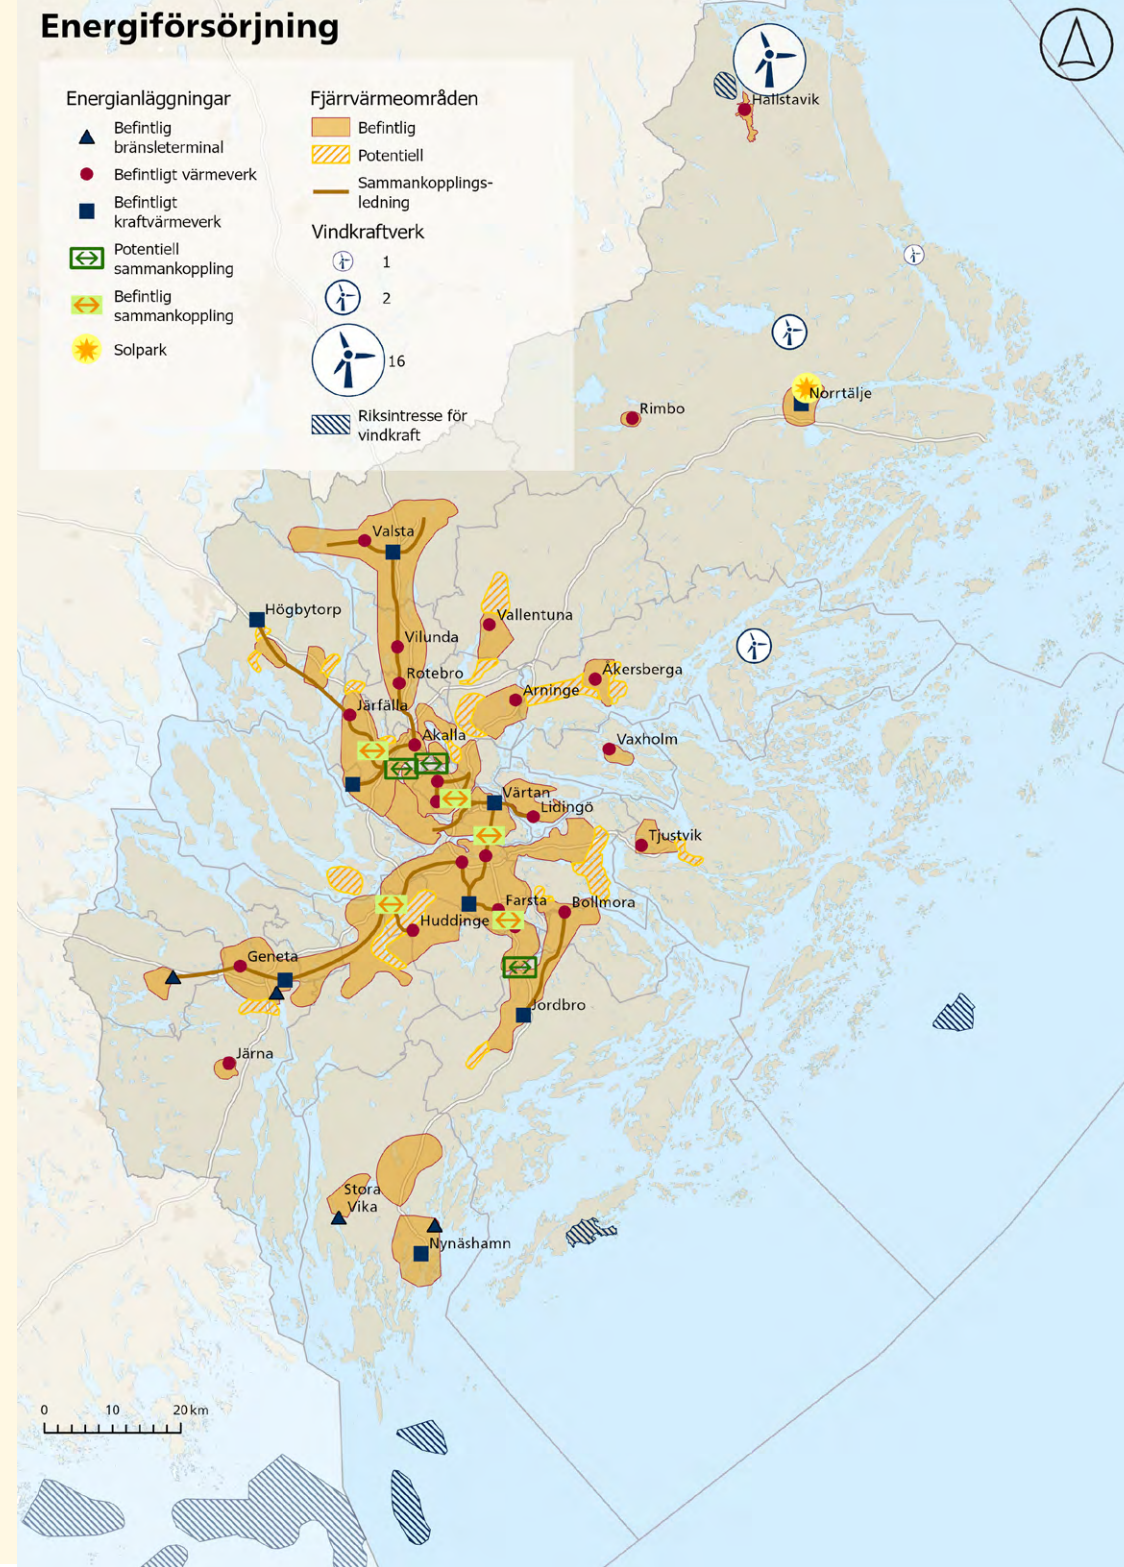 Energiförsörjning
Energianläggningar
Befintlig
bränsleterminal
Befintligt värmeverk
Befintligt
kraftvärmeverk
Potentiell
sammankoppling
Befintlig
sammankoppling
Solpark
Fjärrvärmeområden
Befintlig
Potentiell
Sammankopplings-
ledning
Vindkraftverk
1
2
16
Riksintresse för
vindkraft
Hallstavik
Norrtälje
Rimbo
Valsta
Högbytorp
Vallentuna
Vilunda
Rotebro
Åkersberga
Arninge
Järfälla
Akalla
Vaxholm
Värtan
Lidingö
Tjustvik
Farsta
Bollmora
Huddinge
Geneta
Jordbro
Järna
Stora
Vika
Nynäshamn
0 10 20 km